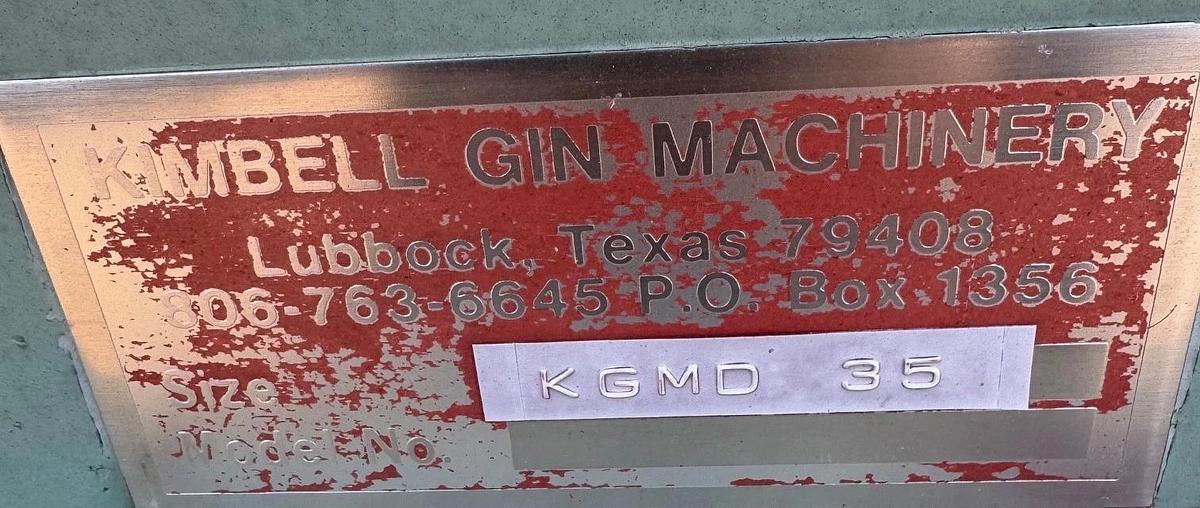 KIMBELL GIN MACHINERY
Lubbock, Texas 79408
806-763-6645 P.O. Box 1356
Size KGMD 35
Model No.